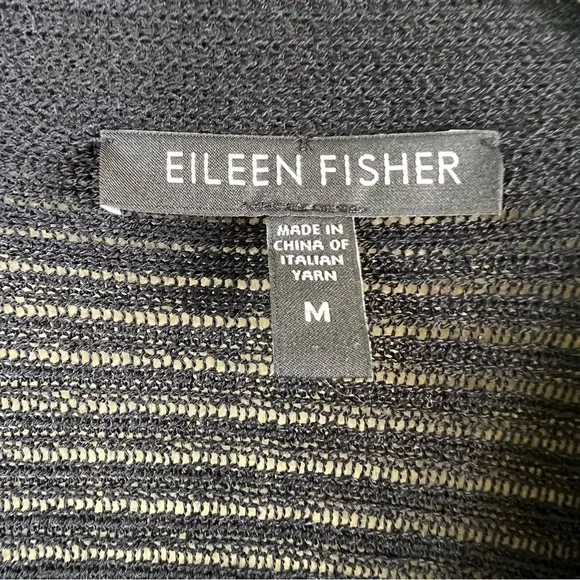 EILEEN FISHER
MADE IN
CHINA OF
ITALIAN
YARN
M